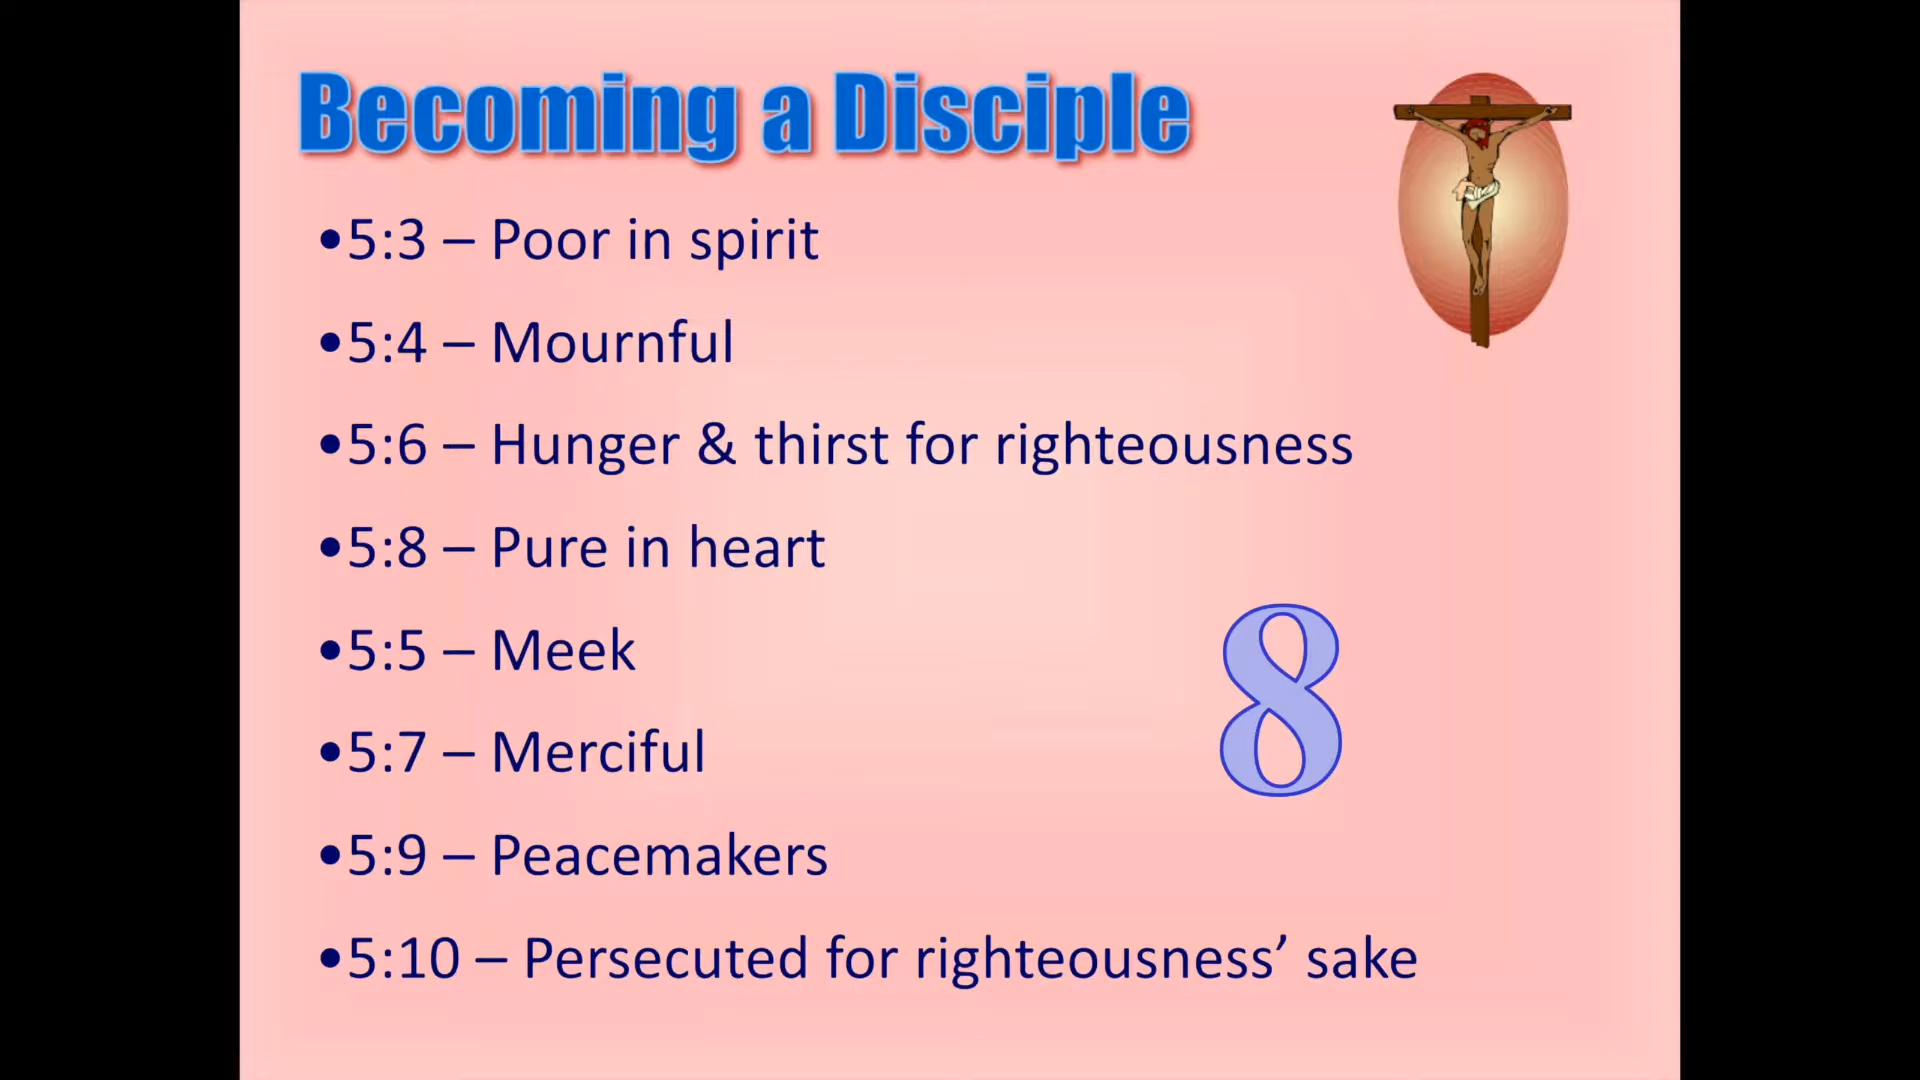 Becoming a Disciple
•5:3 – Poor in spirit
•5:4 – Mournful
•5:6 – Hunger & thirst for righteousness
•5:8 – Pure in heart
•5:5 – Meek
•5:7 – Merciful
•5:9 – Peacemakers
•5:10 – Persecuted for righteousness’ sake
8